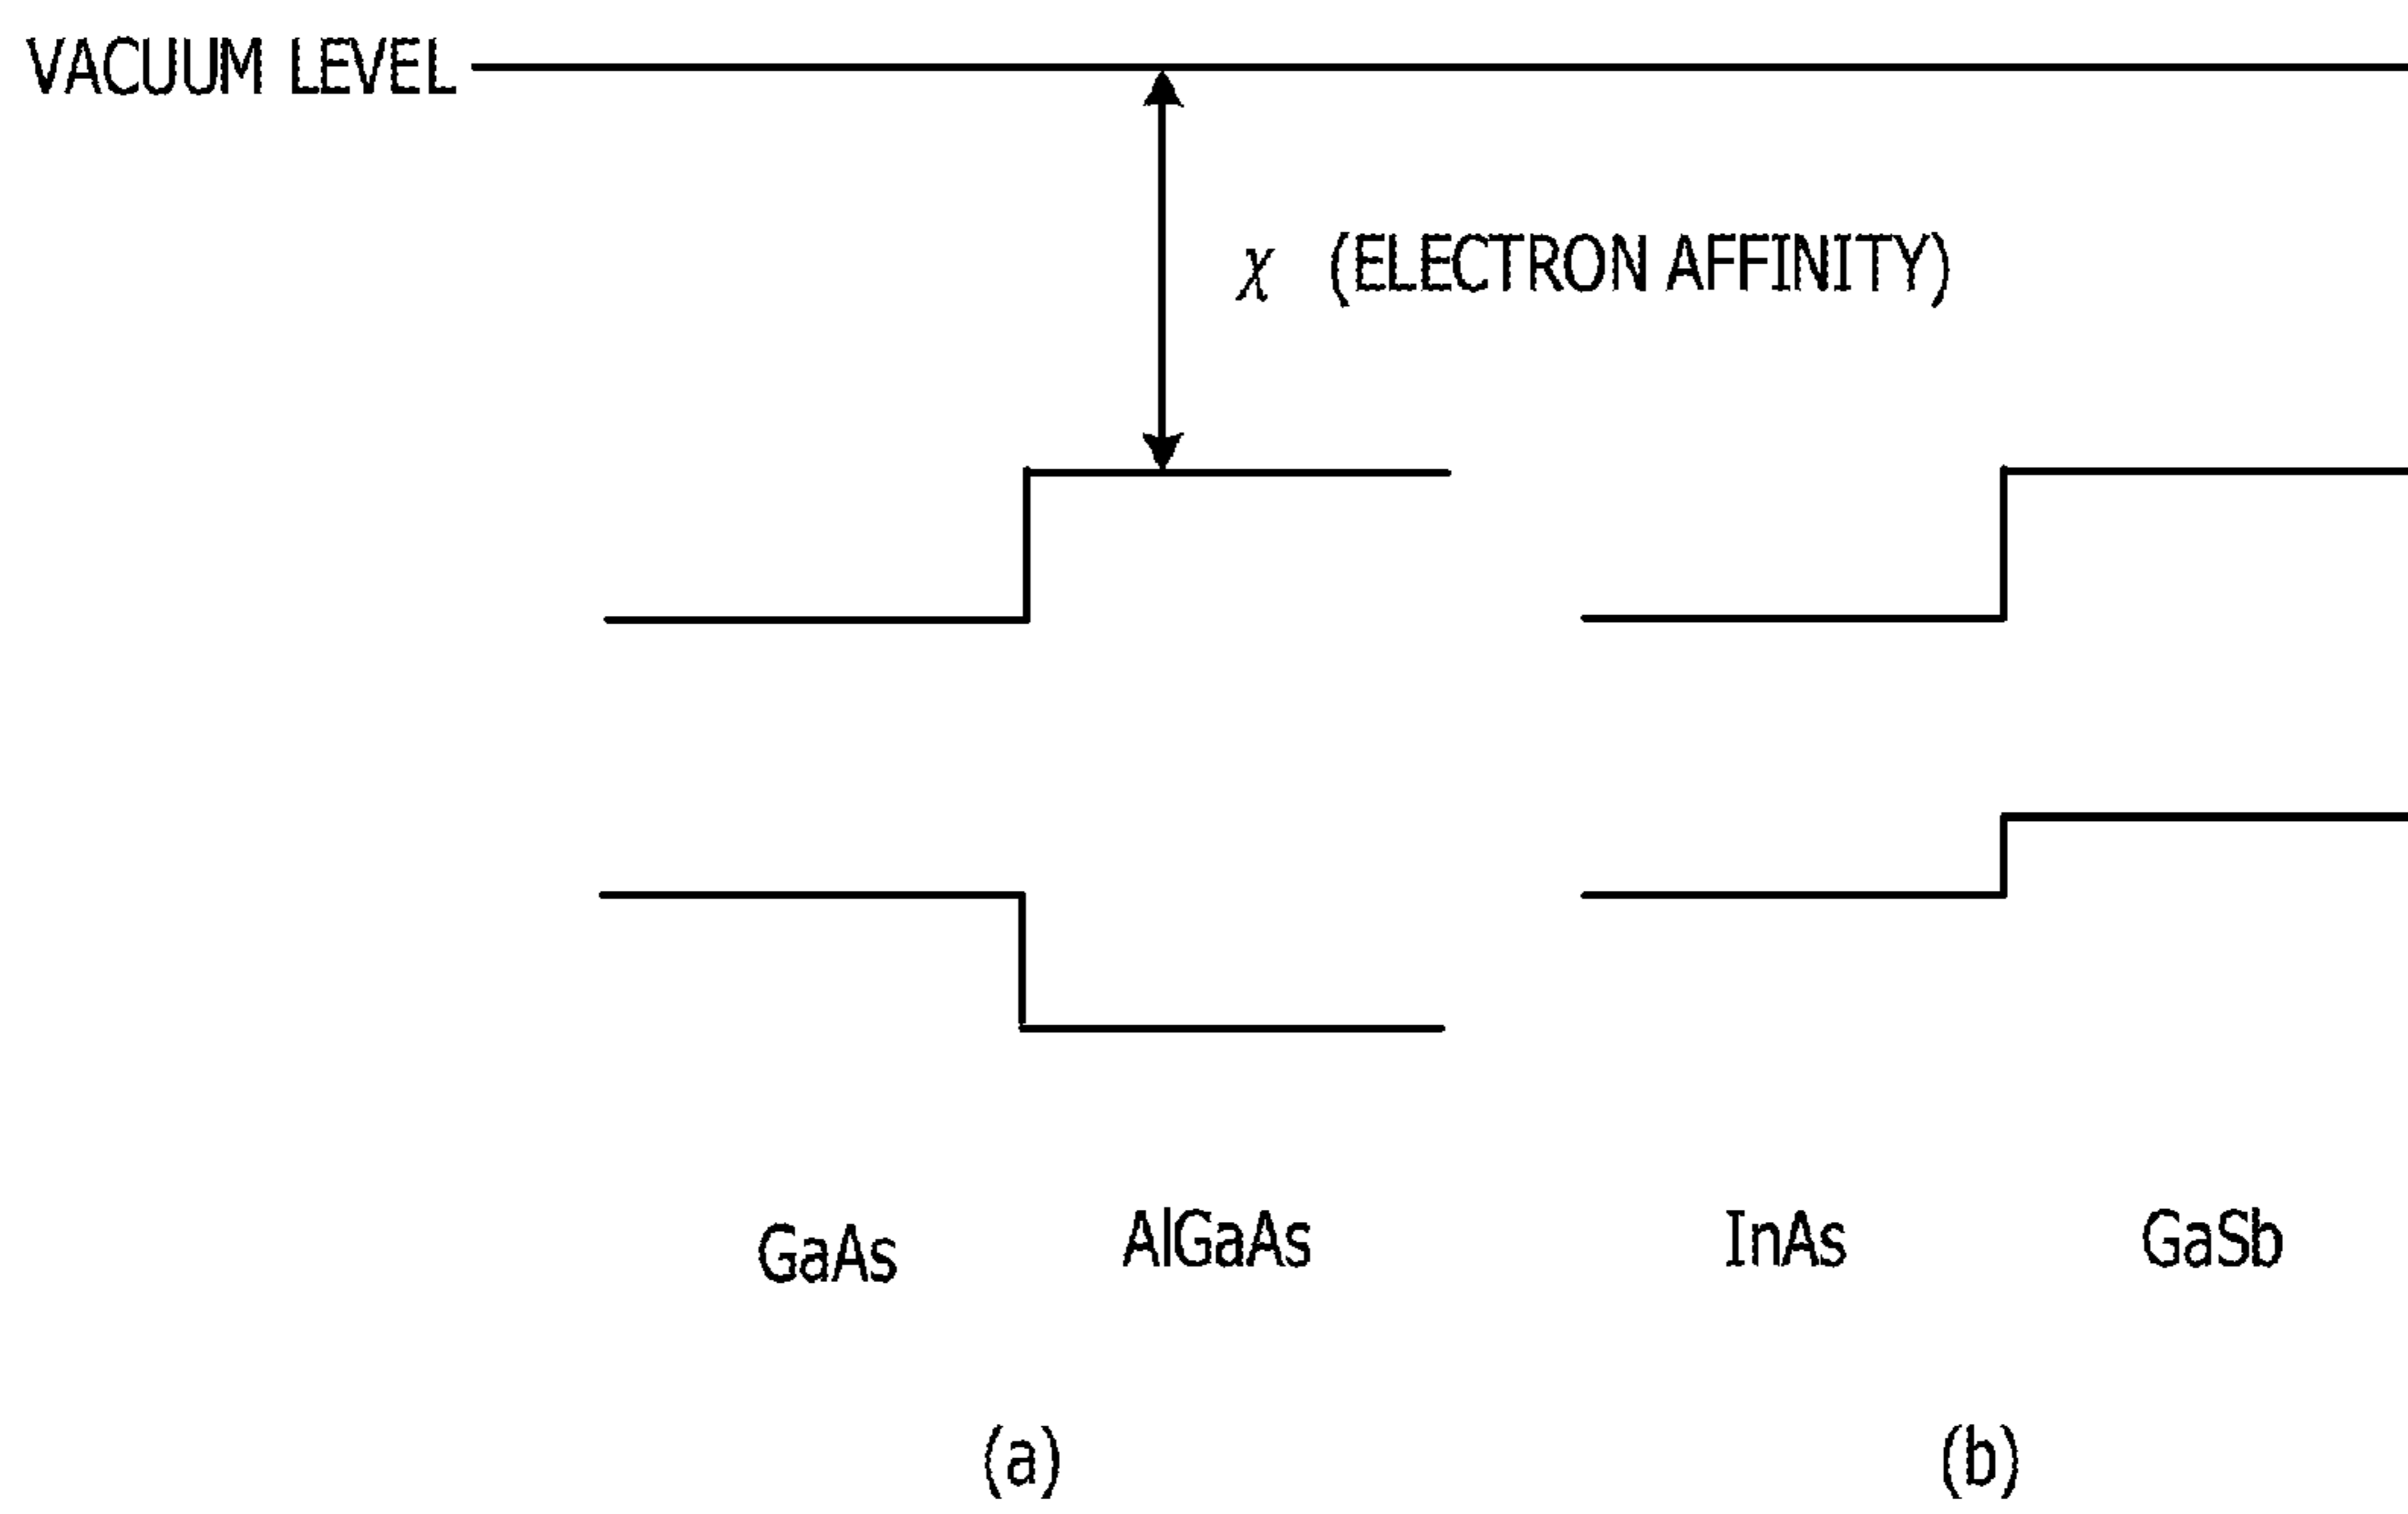 VACUUM LEVEL
χ (ELECTRON AFFINITY)
GaAs AlGaAs InAs GaSb
(a) (b)